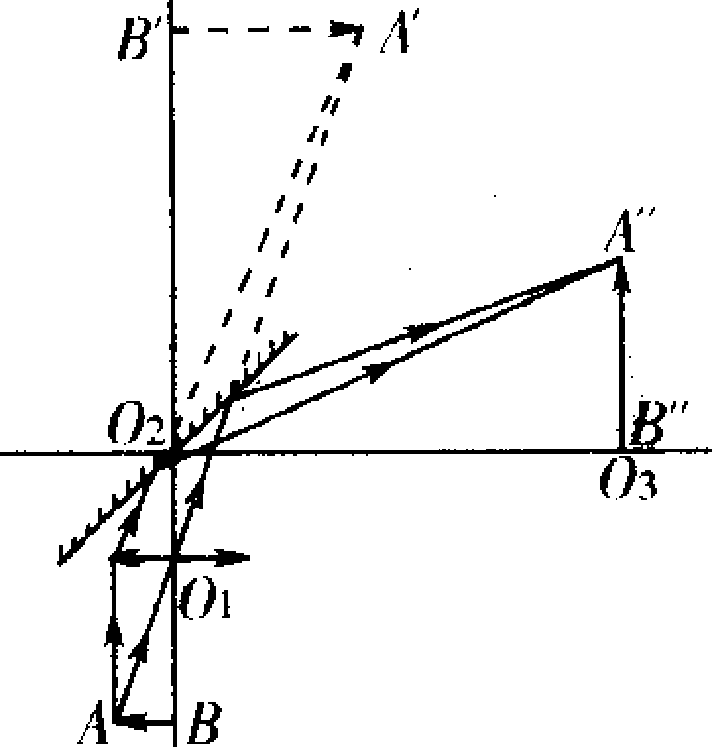 B′ A′
A″
O₂ B″
O₃
O₁
A B